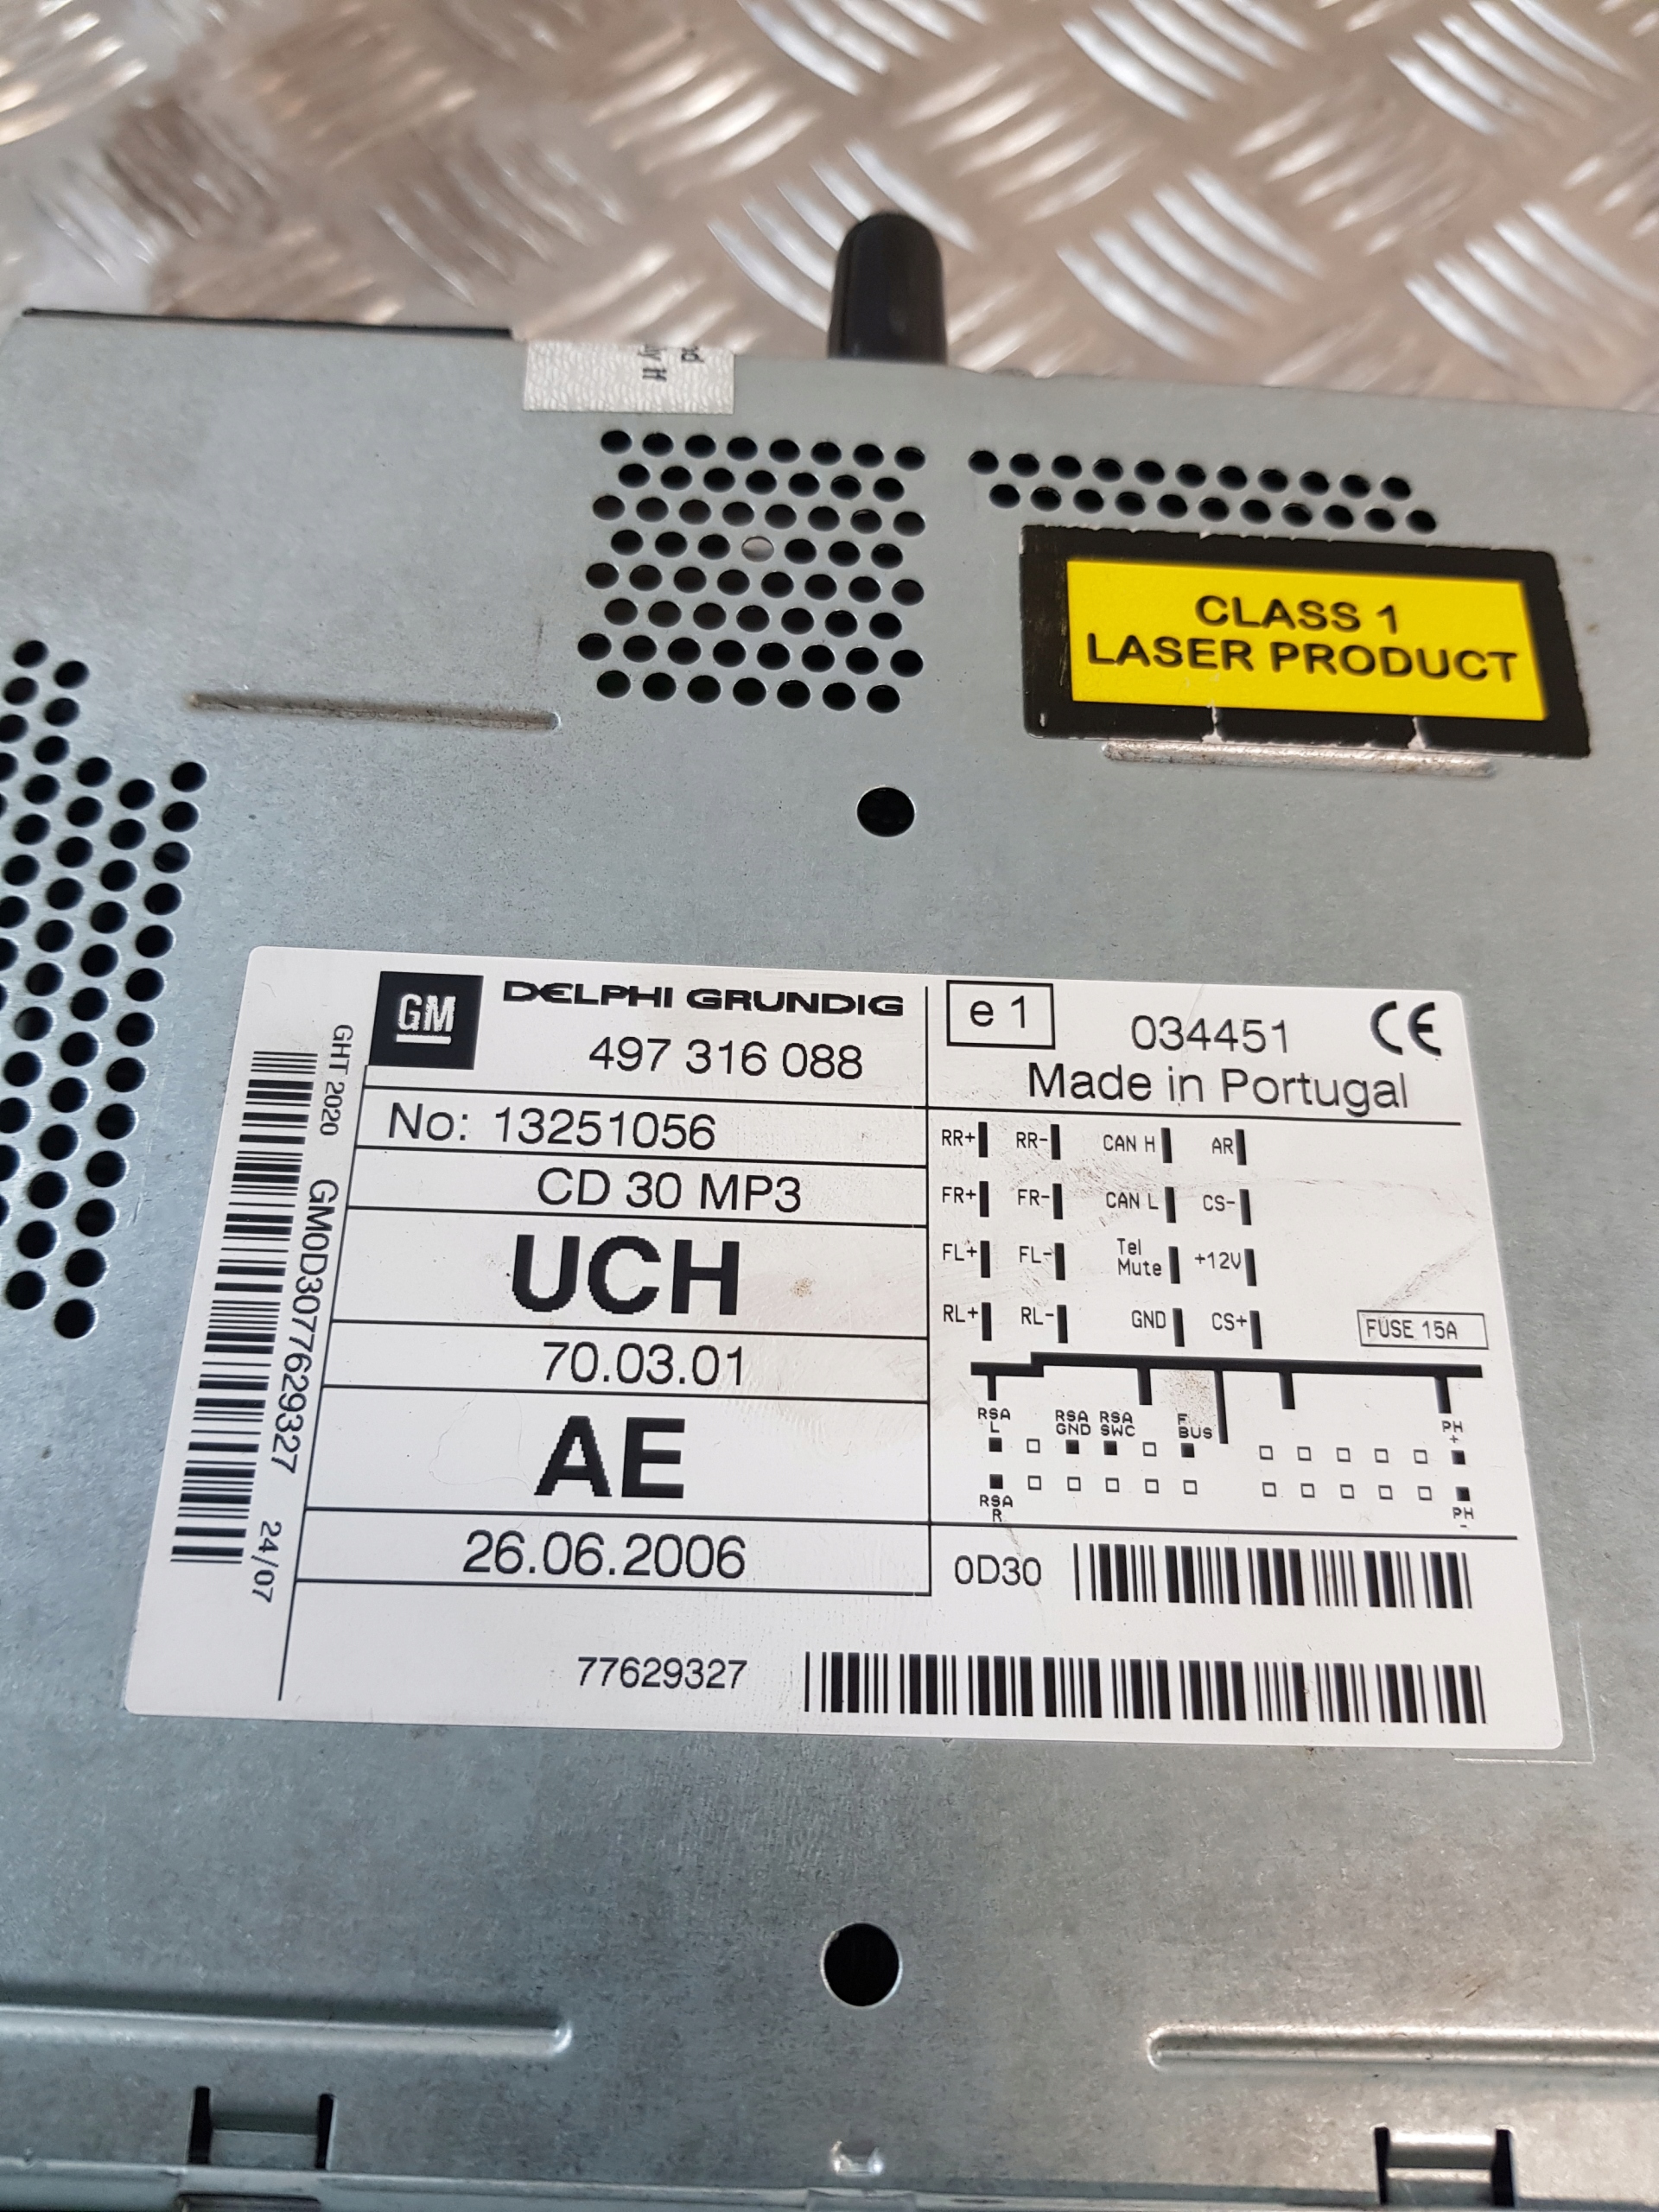 CLASS 1
LASER PRODUCT
GM
DELPHI GRUNDIG
497 316 088
No: 13251056
CD 30 MP3
UCH
70.03.01
AE
26.06.2006
77629327
GHT 2020 GM0D3077629327 24/07
e 1 034451 CE
Made in Portugal
RR+ RR- CAN H AR
FR+ FR- CAN L CS-
FL+ FL- Tel Mute +12V
RL+ RL- GND CS+
FUSE 15A
RSA L RSA GND RSA SWC F BUS PH +
RSA R PH -
0D30